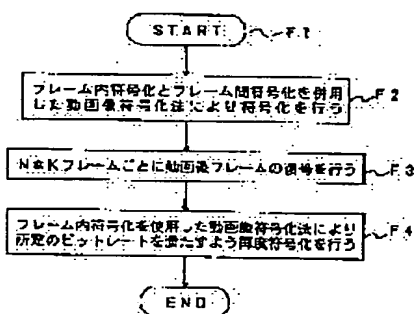 START
F1
フレーム内符号化とフレーム間符号化を併用
した動画像符号化法により符号化を行う
F2
N×Kフレームごとに動画像フレームの復号を行う
F3
フレーム内符号化を使用した動画像符号化法により
所定のビットレートを満たすよう再度符号化を行う
F4
END